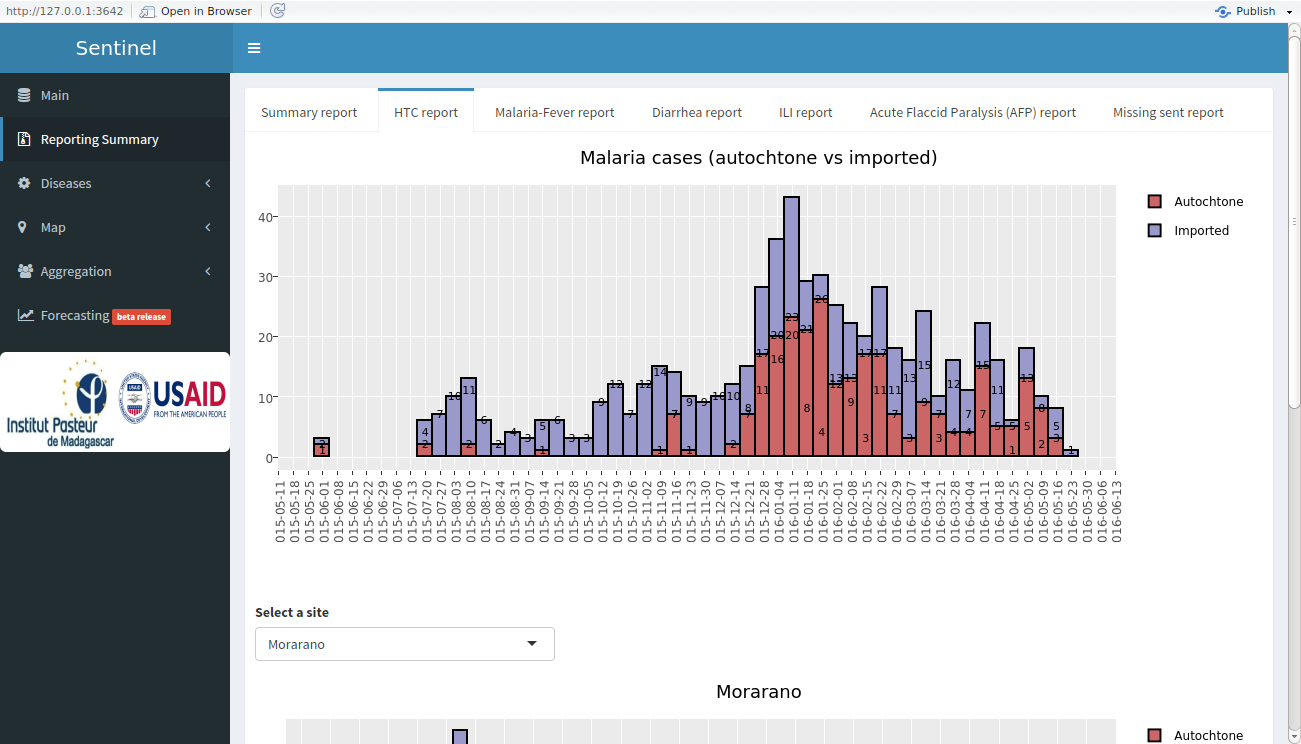 http://127.0.0.1:3642
Open in Browser
Publish
Sentinel
Main
Reporting Summary
Diseases
Map
Aggregation
Forecasting beta release
Institut Pasteur
de Madagascar
USAID
FROM THE AMERICAN PEOPLE
Summary report
HTC report
Malaria-Fever report
Diarrhea report
ILI report
Acute Flaccid Paralysis (AFP) report
Missing sent report
Malaria cases (autochtone vs imported)
Autochtone
Imported
40
30
20
10
0
015-05-11
015-05-18
015-05-25
015-06-01
015-06-08
015-06-15
015-06-22
015-06-29
015-07-06
015-07-13
015-07-20
015-07-27
015-08-03
015-08-10
015-08-17
015-08-24
015-08-31
015-09-07
015-09-14
015-09-21
015-09-28
015-10-05
015-10-12
015-10-19
015-10-26
015-11-02
015-11-09
015-11-16
015-11-23
015-11-30
015-12-07
015-12-14
015-12-21
015-12-28
016-01-04
016-01-11
016-01-18
016-01-25
016-02-01
016-02-08
016-02-15
016-02-22
016-02-29
016-03-07
016-03-14
016-03-21
016-03-28
016-04-04
016-04-11
016-04-18
016-04-25
016-05-02
016-05-09
016-05-16
016-05-23
016-05-30
016-06-06
016-06-13
Select a site
Morarano
Morarano
Autochtone